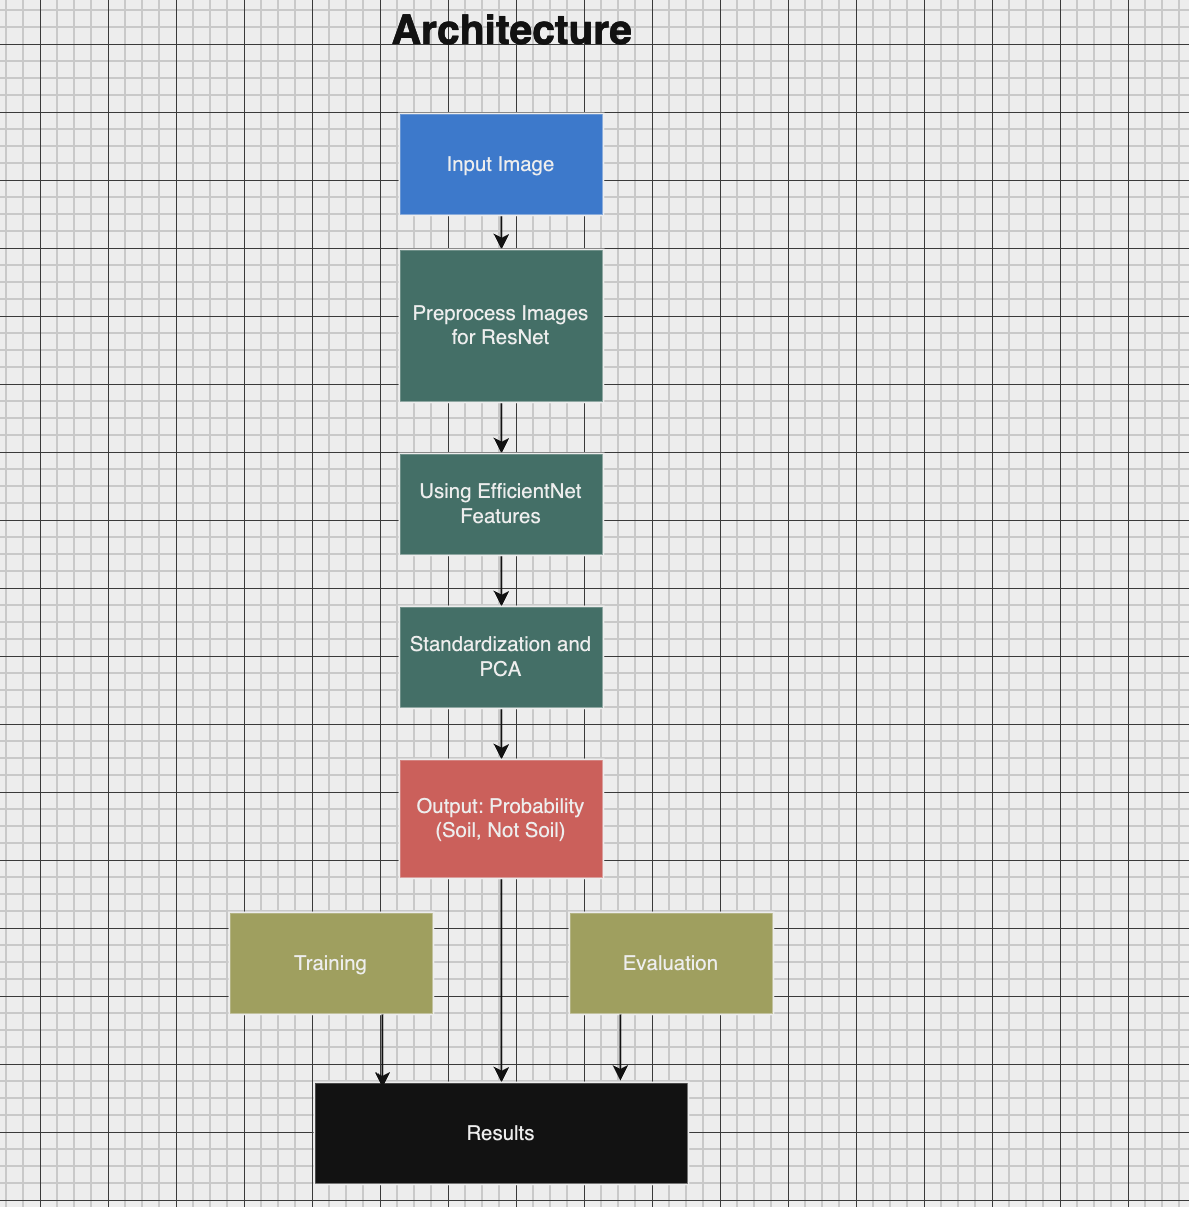 Architecture
Input Image
Preprocess Images
for ResNet
Using EfficientNet
Features
Standardization and
PCA
Output: Probability
(Soil, Not Soil)
Training
Evaluation
Results